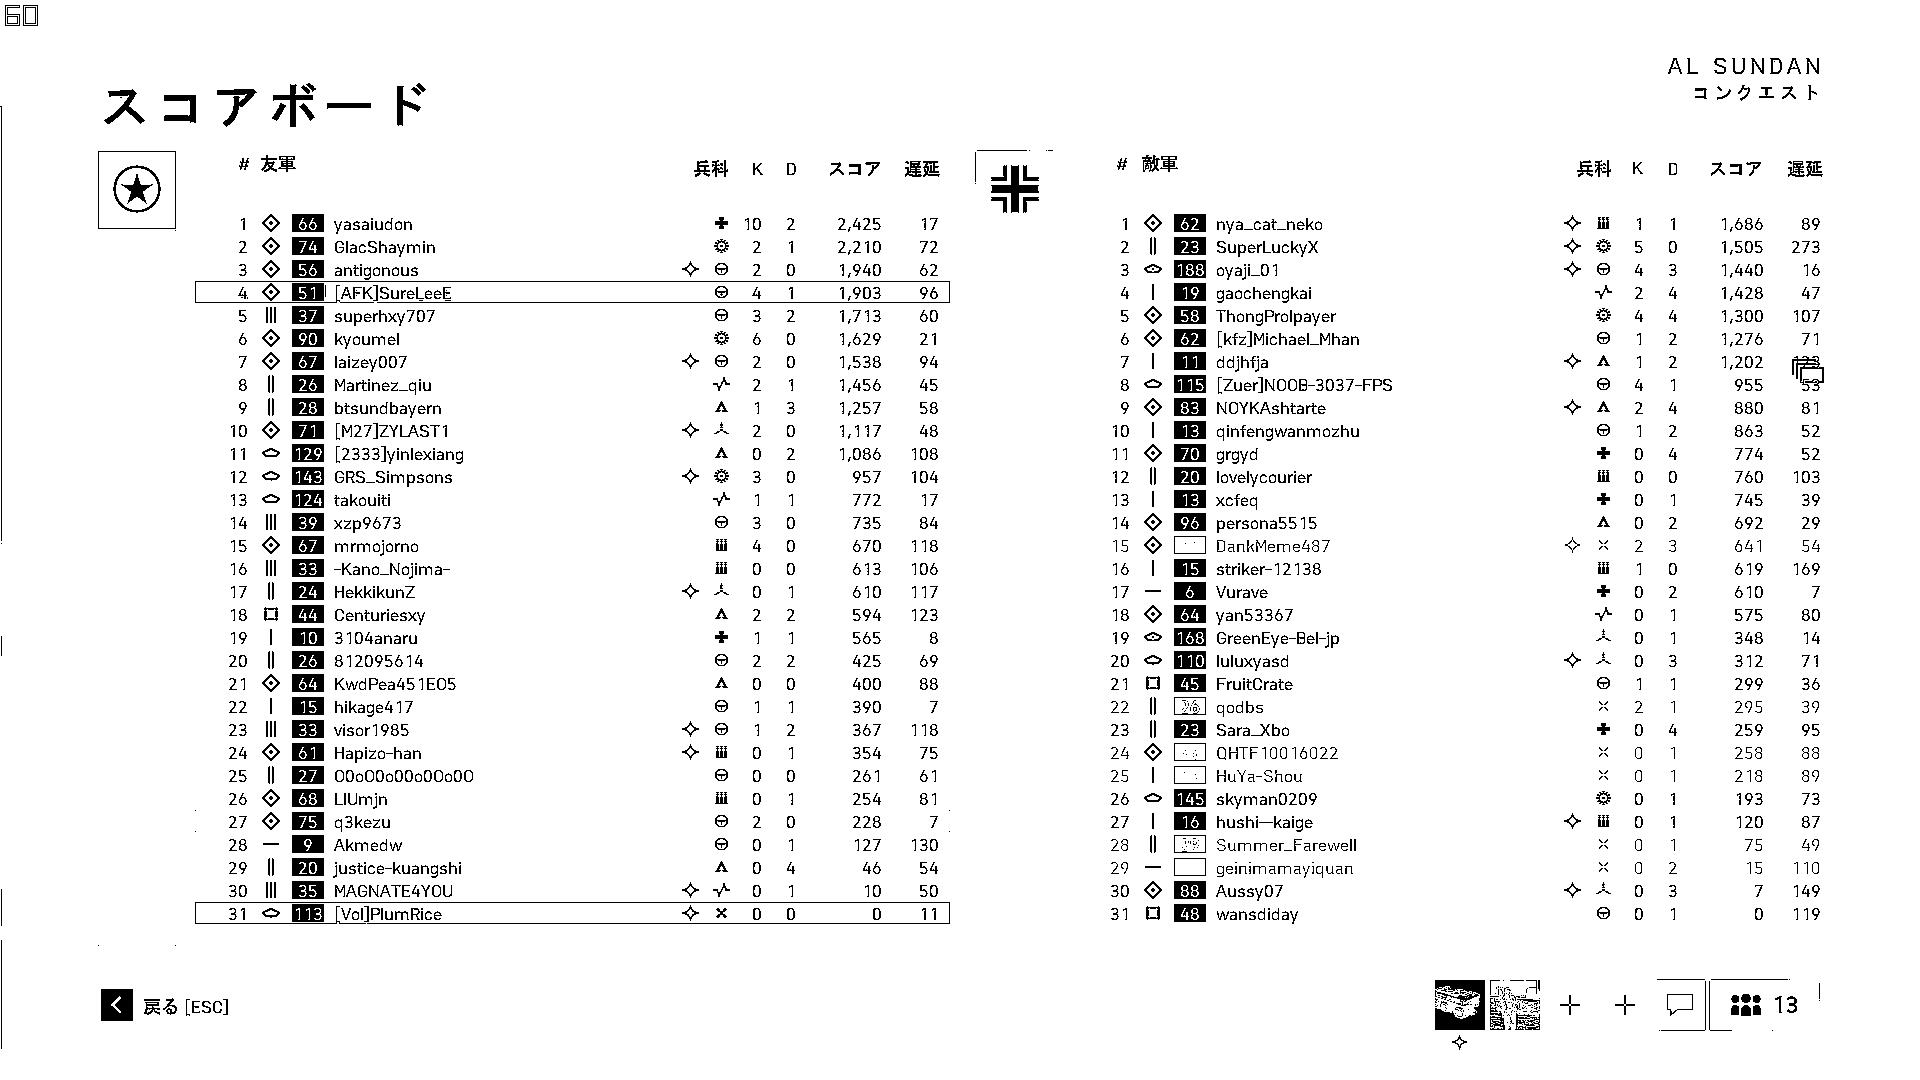 60
AL SUNDAN
コンクエスト
スコアボード
# 友軍 兵科 K D スコア 遅延
1 66 yasaiudon 10 2 2,425 17
2 74 GlacShaymin 2 1 2,210 72
3 56 antigonous 2 0 1,940 62
4 51 [AFK]SureLeeE 4 1 1,903 96
5 37 superhxy707 3 2 1,713 60
6 90 kyoumel 6 0 1,629 21
7 67 laizey007 2 0 1,538 94
8 26 Martinez_qiu 2 1 1,456 45
9 28 btsundbayern 1 3 1,257 58
10 71 [M27]ZYLAST1 2 0 1,117 48
11 129 [2333]yinlexiang 0 2 1,086 108
12 143 GRS_Simpsons 3 0 957 104
13 124 takouiti 1 1 772 17
14 39 xzp9673 3 0 735 84
15 67 mrmojorno 4 0 670 118
16 33 -Kano_Nojima- 0 0 613 106
17 24 HekkikunZ 0 1 610 117
18 44 Centuriesxy 2 2 594 123
19 10 3104anaru 1 1 565 8
20 26 812095614 2 2 425 69
21 64 KwdPea451EO5 0 0 400 88
22 15 hikage417 1 1 390 7
23 33 visor1985 1 2 367 118
24 61 Hapizo-han 0 1 354 75
25 27 0 0 261 61
26 68 LIUmjn 0 1 254 81
27 75 q3kezu 2 0 228 7
28 9 Akmedw 0 1 127 130
29 20 justice-kuangshi 0 4 46 54
30 35 MAGNATE4YOU 0 1 10 50
31 113 [Vol]PlumRice 0 0 0 11
# 敵軍 兵科 K D スコア 遅延
1 62 nya_cat_neko 1 1 1,686 89
2 23 SuperLuckyX 5 0 1,505 273
3 188 oyaji_01 4 3 1,440 16
4 19 gaochengkai 2 4 1,428 47
5 58 ThongProlpayer 4 4 1,300 107
6 62 [kfz]Michael_Mhan 1 2 1,276 71
7 11 ddjhfja 1 2 1,202
8 115 [Zuer]NOOB-3037-FPS 4 1 955 53
9 83 NOYKAshtarte 2 4 880 81
10 13 qinfengwanmozhu 1 2 863 52
11 70 grgyd 0 4 774 52
12 20 lovelycourier 0 0 760 103
13 13 xcfeq 0 1 745 39
14 96 persona5515 0 2 692 29
15 DankMeme487 2 3 641 54
16 15 striker-12138 1 0 619 169
17 6 Vurave 0 2 610 7
18 64 yan53367 0 1 575 80
19 168 GreenEye-Bel-jp 0 1 348 14
20 110 luluxyasd 0 3 312 71
21 45 FruitCrate 1 1 299 36
22 qodbs 2 1 295 39
23 23 Sara_Xbo 0 4 259 95
24 QHTF10016022 0 1 258 88
25 HuYa-Shou 0 1 218 89
26 145 skyman0209 0 1 193 73
27 16 hushi—kaige 0 1 120 87
28 Summer_Farewell 0 1 75 49
29 geinimamayiquan 0 2 15 110
30 88 Aussy07 0 3 7 149
31 48 wansdiday 0 1 0 119
戻る [ESC]
13